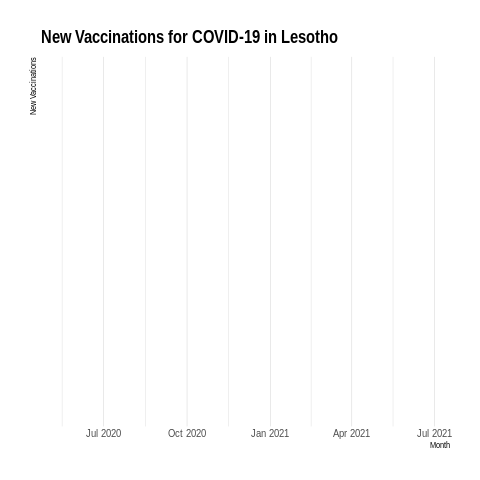 New Vaccinations for COVID-19 in Lesotho
New Vaccinations
Jul 2020 Oct 2020 Jan 2021 Apr 2021 Jul 2021
Month